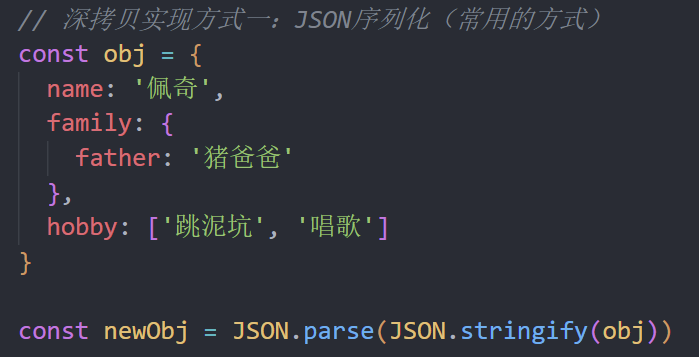 // 深拷贝实现方式一：JSON序列化（常用的方式）
const obj = {
  name: '佩奇',
  family: {
    father: '猪爸爸'
  },
  hobby: ['跳泥坑', '唱歌']
}
const newObj = JSON.parse(JSON.stringify(obj))